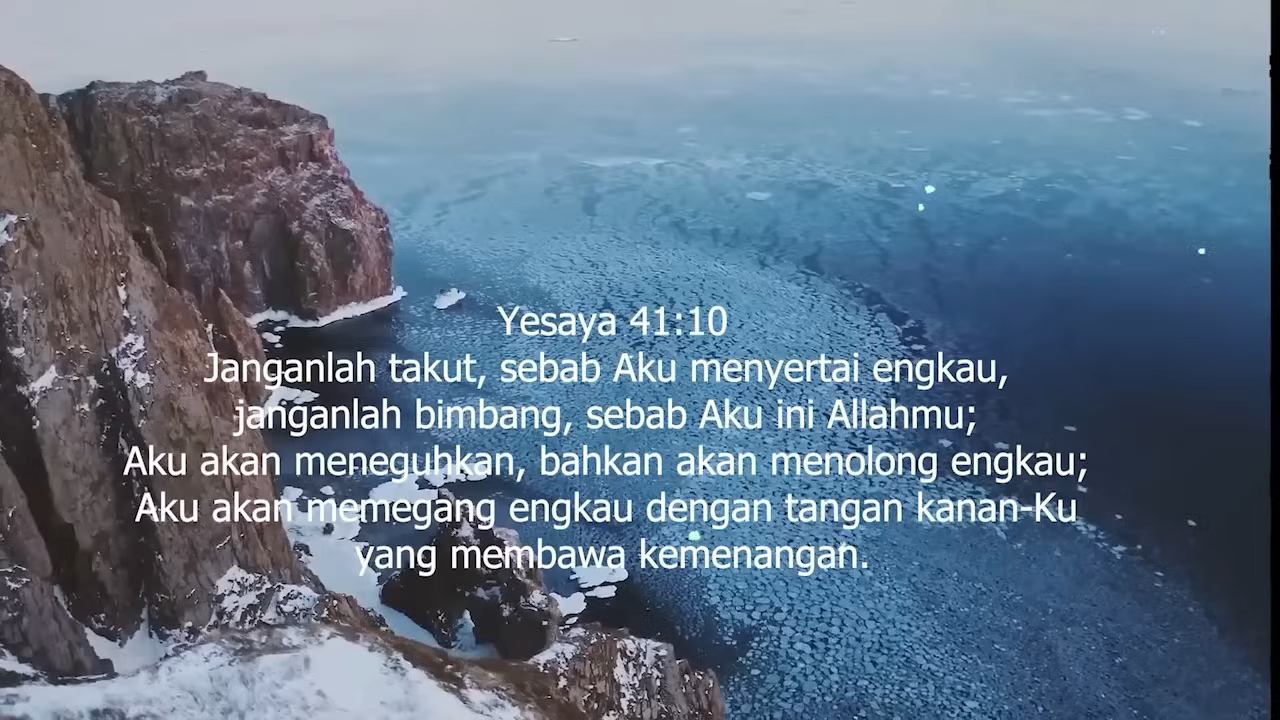 Yesaya 41:10
Janganlah takut, sebab Aku menyertai engkau,
janganlah bimbang, sebab Aku ini Allahmu;
Aku akan meneguhkan, bahkan akan menolong engkau;
Aku akan memegang engkau dengan tangan kanan-Ku
yang membawa kemenangan.